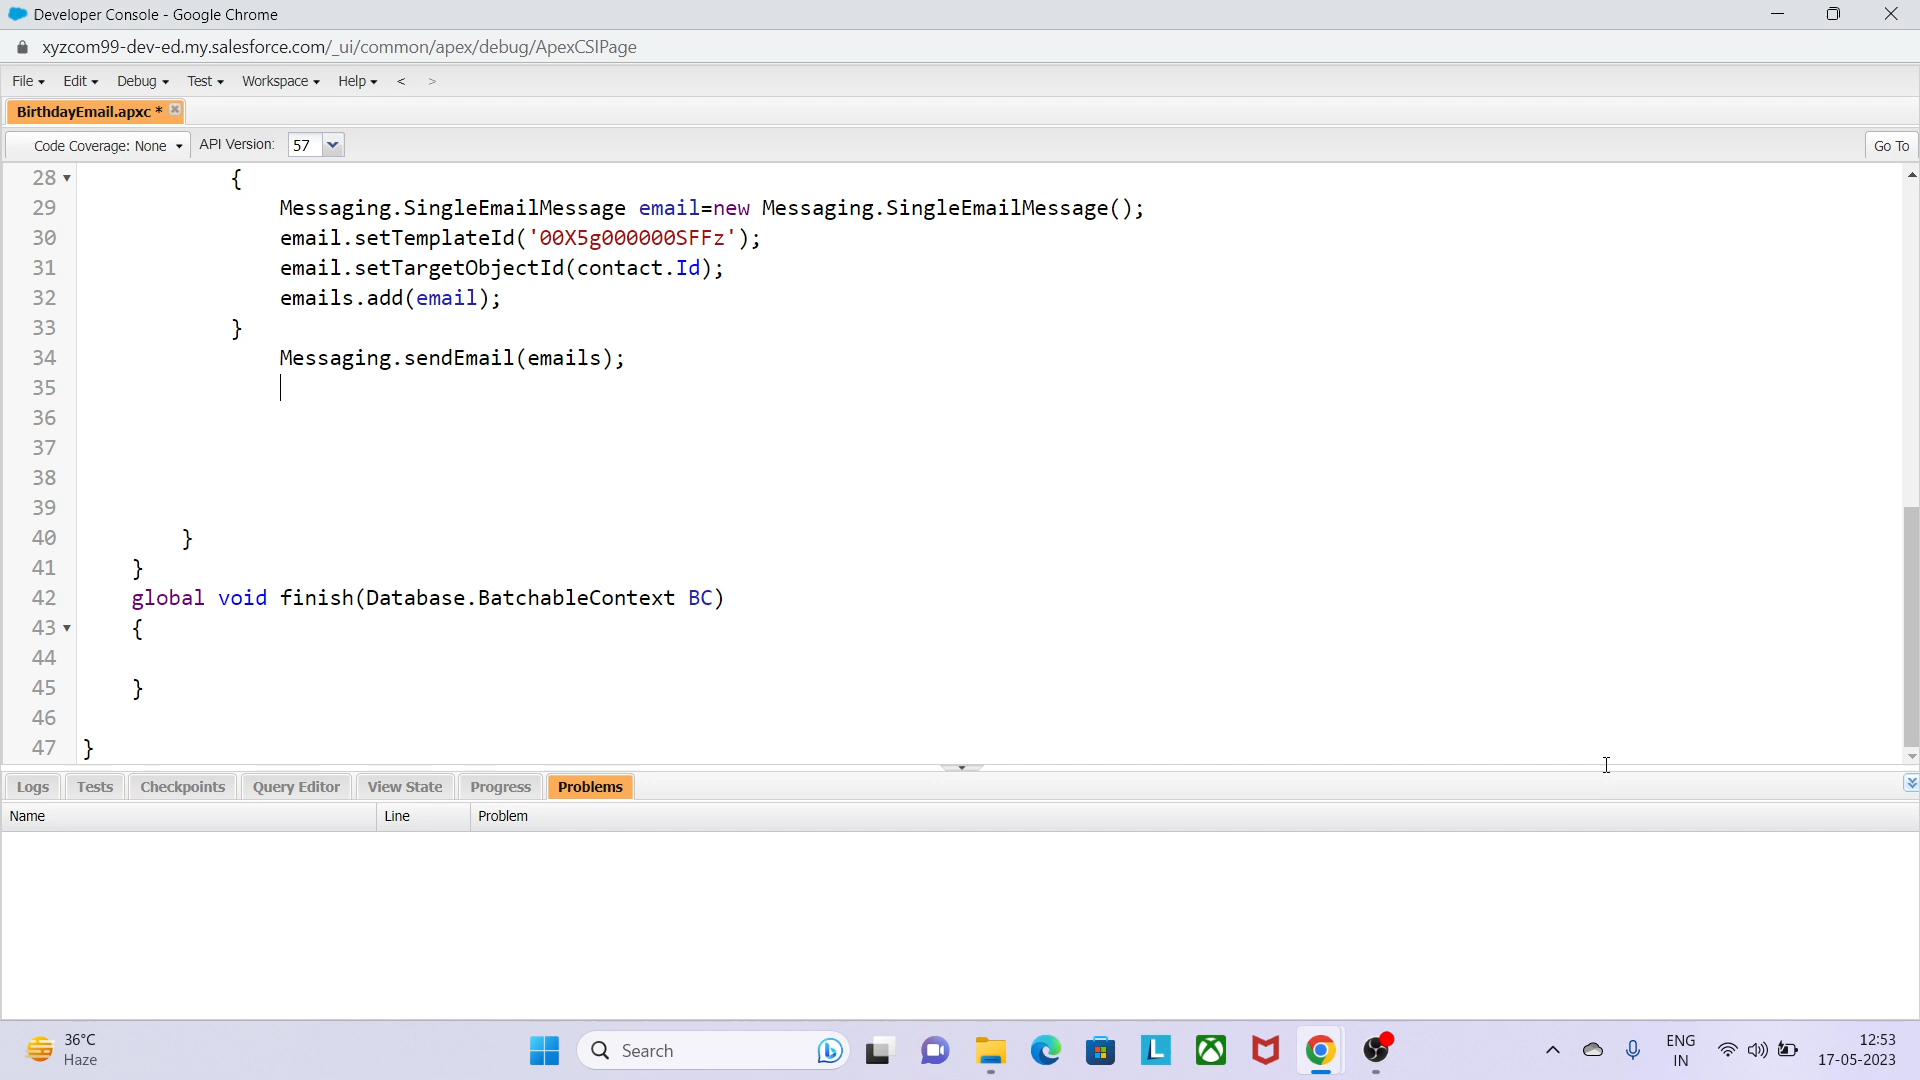 Developer Console - Google Chrome
xyzcom99-dev-ed.my.salesforce.com/_ui/common/apex/debug/ApexCSIPage
File Edit Debug Test Workspace Help < >
BirthdayEmail.apxc *
Code Coverage: None API Version: 57 Go To
28 {
29 Messaging.SingleEmailMessage email=new Messaging.SingleEmailMessage();
30 email.setTemplateId('00X5g000000SFFz');
31 email.setTargetObjectId(contact.Id);
32 emails.add(email);
33 }
34 Messaging.sendEmail(emails);
35
36
37
38
39
40 }
41 }
42 global void finish(Database.BatchableContext BC)
43 {
44
45 }
46
47 }
Logs Tests Checkpoints Query Editor View State Progress Problems
Name Line Problem
36°C
Haze
Search
ENG
IN
12:53
17-05-2023